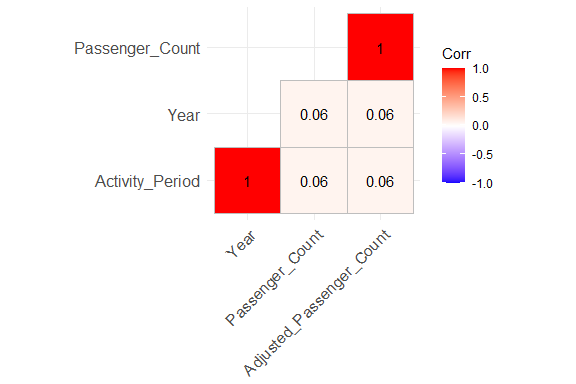 Passenger_Count
1
Year
0.06
0.06
Activity_Period
1
0.06
0.06
Year
Passenger_Count
Adjusted_Passenger_Count
Corr
1.0
0.5
0.0
-0.5
-1.0